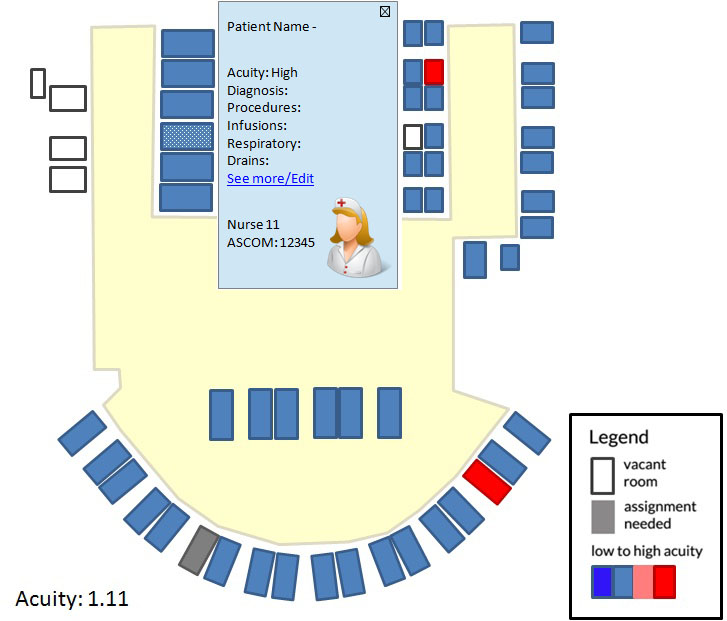 Patient Name -
Acuity: High
Diagnosis:
Procedures:
Infusions:
Respiratory:
Drains:
See more/Edit
Nurse 11
ASCOM: 12345
Legend
vacant
room
assignment
needed
low to high acuity
Acuity: 1.11